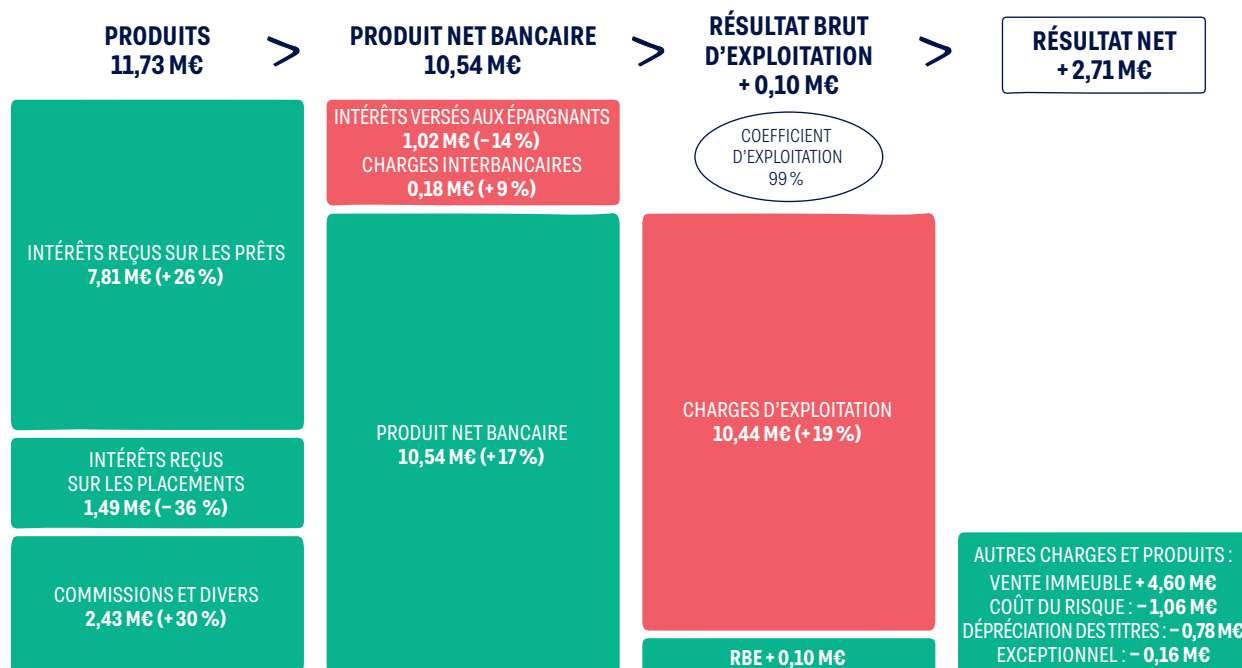 PRODUITS
11,73 M€
>
PRODUIT NET BANCAIRE
10,54 M€
>
RÉSULTAT BRUT
D'EXPLOITATION
+ 0,10 M€
>
RÉSULTAT NET
+ 2,71 M€
INTÉRÊTS REÇUS SUR LES PRÊTS
7,81 M€ (+ 26 %)
INTÉRÊTS REÇUS
SUR LES PLACEMENTS
1,49 M€ (– 36 %)
COMMISSIONS ET DIVERS
2,43 M€ (+ 30 %)
INTÉRÊTS VERSÉS AUX ÉPARGNANTS
1,02 M€ (– 14 %)
CHARGES INTERBANCAIRES
0,18 M€ (+ 9 %)
PRODUIT NET BANCAIRE
10,54 M€ (+ 17 %)
COEFFICIENT
D'EXPLOITATION
99 %
CHARGES D'EXPLOITATION
10,44 M€ (+ 19 %)
RBE + 0,10 M€
AUTRES CHARGES ET PRODUITS :
VENTE IMMEUBLE + 4,60 M€
COÛT DU RISQUE : – 1,06 M€
DÉPRÉCIATION DES TITRES : – 0,78 M€
EXCEPTIONNEL : – 0,16 M€